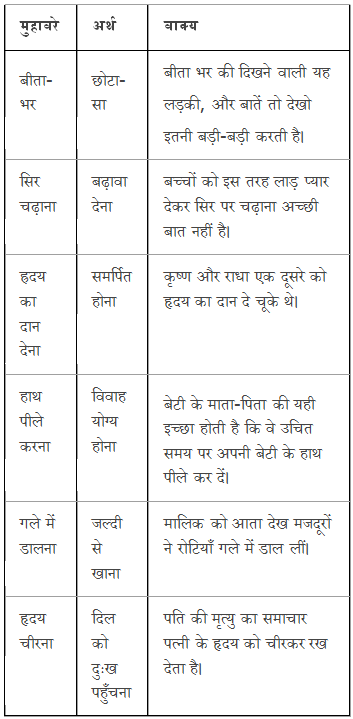 मुहावरे अर्थ वाक्य
बीता-भर छोटा-सा बीता भर की दिखने वाली यह
लड़की, और बातें तो देखो
इतनी बड़ी-बड़ी करती है।
सिर चढ़ाना बढ़ावा देना बच्चों को इस तरह लाड़ प्यार
देकर सिर पर चढ़ाना अच्छी
बात नहीं है।
ह्रदय का दान देना समर्पित होना कृष्ण और राधा एक दूसरे को
हृदय का दान दे चूके थे।
हाथ पीले करना विवाह योग्य होना बेटी के माता-पिता की यही
इच्छा होती है कि वे उचित
समय पर अपनी बेटी के हाथ
पीले कर दें।
गले में डालना जल्दी से खाना मालिक को आता देख मजदूरों
ने रोटियाँ गले में डाल लीं।
हृदय चीरना दिल को दुःख पहुँचना पति की मृत्यु का समाचार
पत्नी के हृदय को चीरकर रख
देता है।